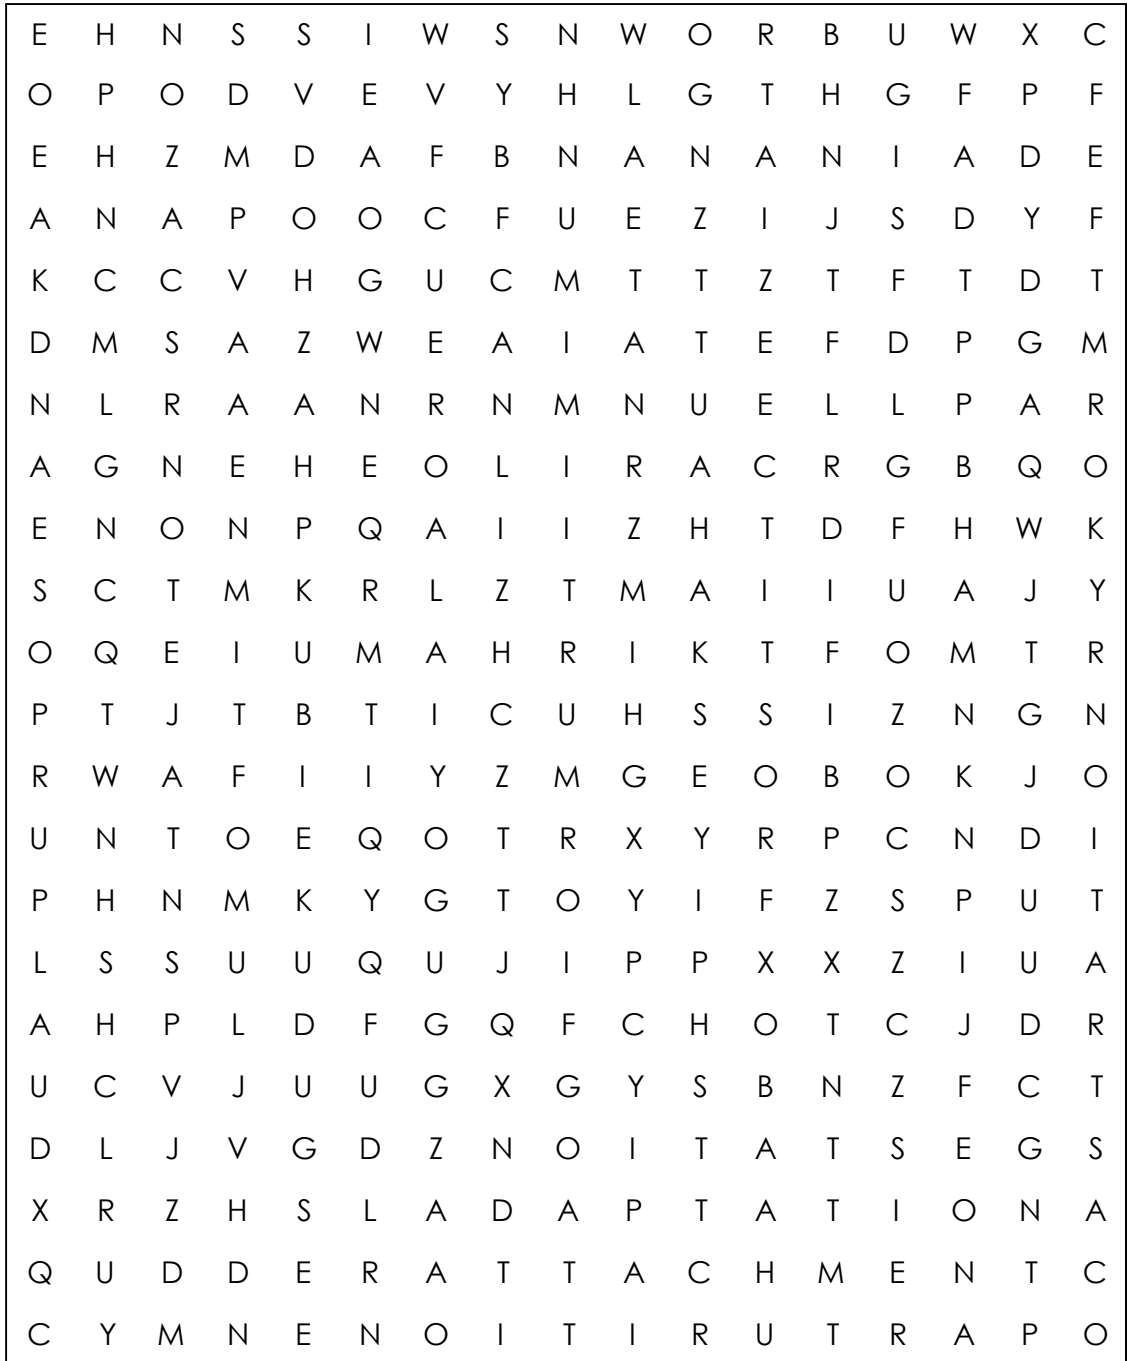 E H N S S I W S N W O R B U W X C
O P O D V E V Y H L G T H G F P F
E H Z M D A F B N A N A N I A D E
A N A P O O C F U E Z I J S D Y F
K C C V H G U C M T T Z T F T D T
D M S A Z W E A I A T E F D P G M
N L R A A N R N M N U E L L P A R
A G N E H E O L I R A C R G B Q O
E N O N P Q A I I Z H T D F H W K
S C T M K R L Z T M A I I U A J Y
O Q E I U M A H R I K T F O M T R
P T J T B T I C U H S S I Z N G N
R W A F I I Y Z M G E O B O K J O
U N T O E Q O T R X Y R P C N D I
P H N M K Y G T O Y I F Z S P U T
L S S U U Q U J I P P X X Z I U A
A H P L D F G Q F C H O T C J D R
U C V J U U G X G Y S B N Z F C T
D L J V G D Z N O I T A T S E G S
X R Z H S L A D A P T A T I O N A
Q U D D E R A T T A C H M E N T C
C Y M N E N O I T I R U T R A P O